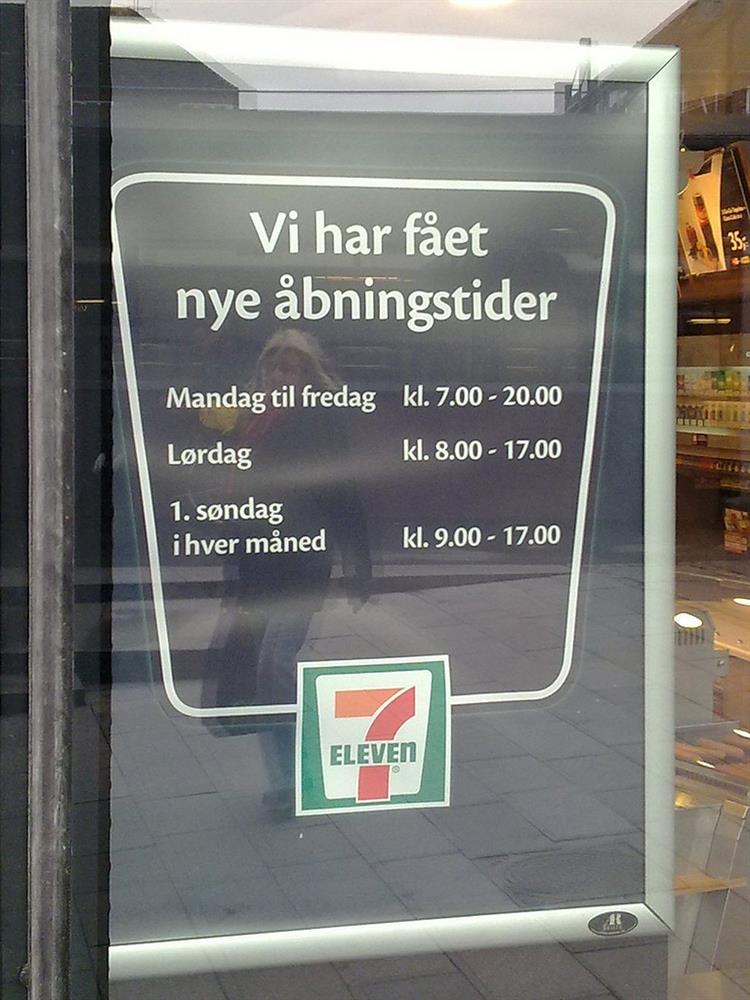 Vi har fået
nye åbningstider
Mandag til fredag kl. 7.00 - 20.00
Lørdag kl. 8.00 - 17.00
1. søndag
i hver måned kl. 9.00 - 17.00
7
ELEVEN
®
35,-